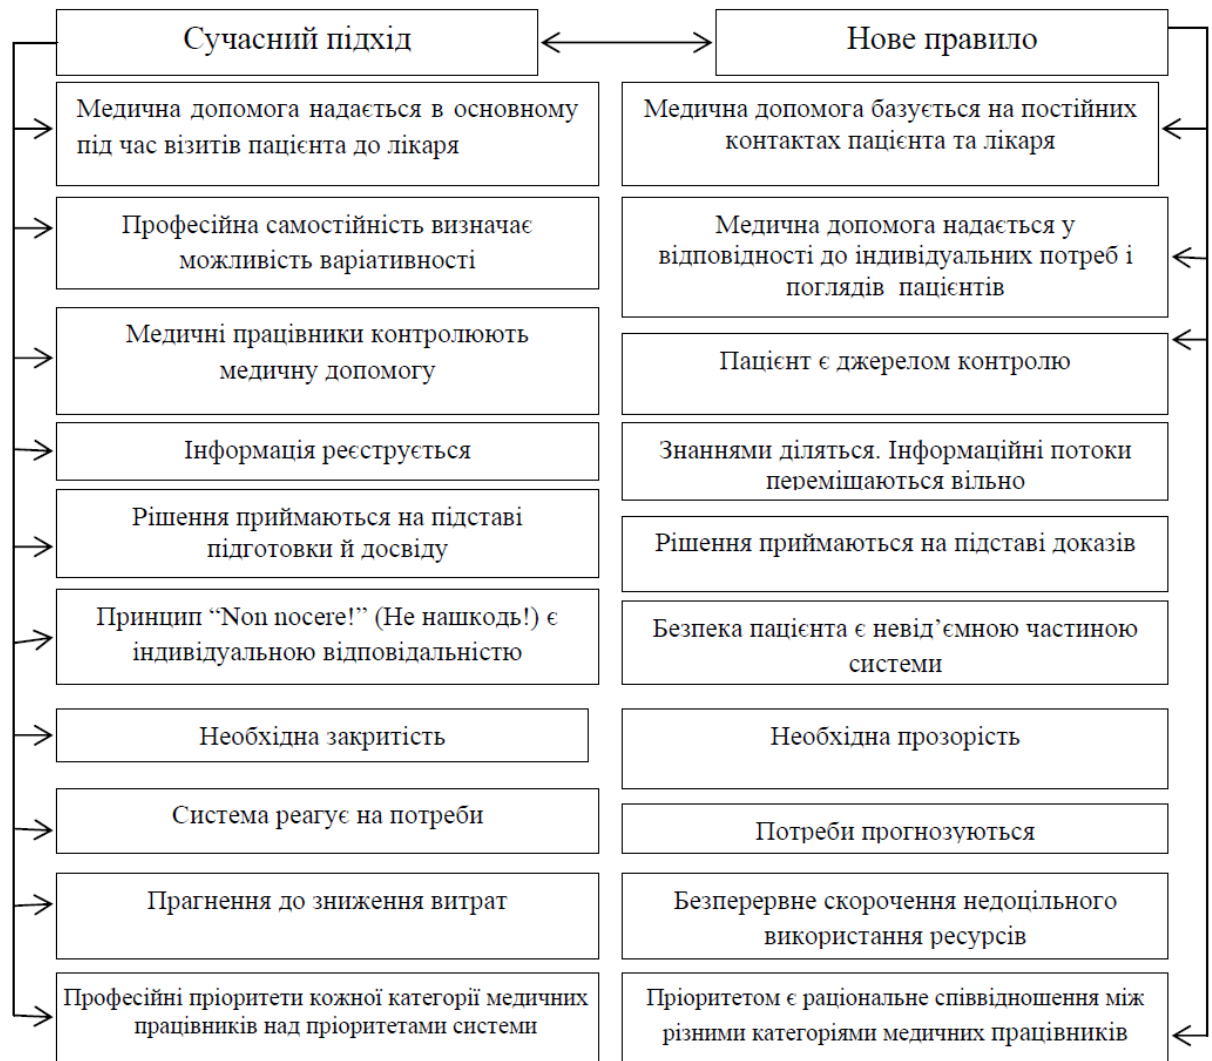 Сучасний підхід
Нове правило
Медична допомога надається в основному
під час візитів пацієнта до лікаря
Медична допомога базується на постійних
контактах пацієнта та лікаря
Професійна самостійність визначає
можливість варіативності
Медична допомога надається у
відповідності до індивідуальних потреб і
поглядів пацієнтів
Медичні працівники контролюють
медичну допомогу
Пацієнт є джерелом контролю
Інформація реєструється
Знаннями діляться. Інформаційні потоки
переміщаються вільно
Рішення приймаються на підставі
підготовки й досвіду
Рішення приймаються на підставі доказів
Принцип “Non nocere!” (Не нашкодь!) є
індивідуальною відповідальністю
Безпека пацієнта є невід’ємною частиною
системи
Необхідна закритість
Необхідна прозорість
Система реагує на потреби
Потреби прогнозуються
Прагнення до зниження витрат
Безперервне скорочення недоцільного
використання ресурсів
Професійні пріоритети кожної категорії медичних
працівників над пріоритетами системи
Пріоритетом є раціональне співвідношення між
різними категоріями медичних працівників